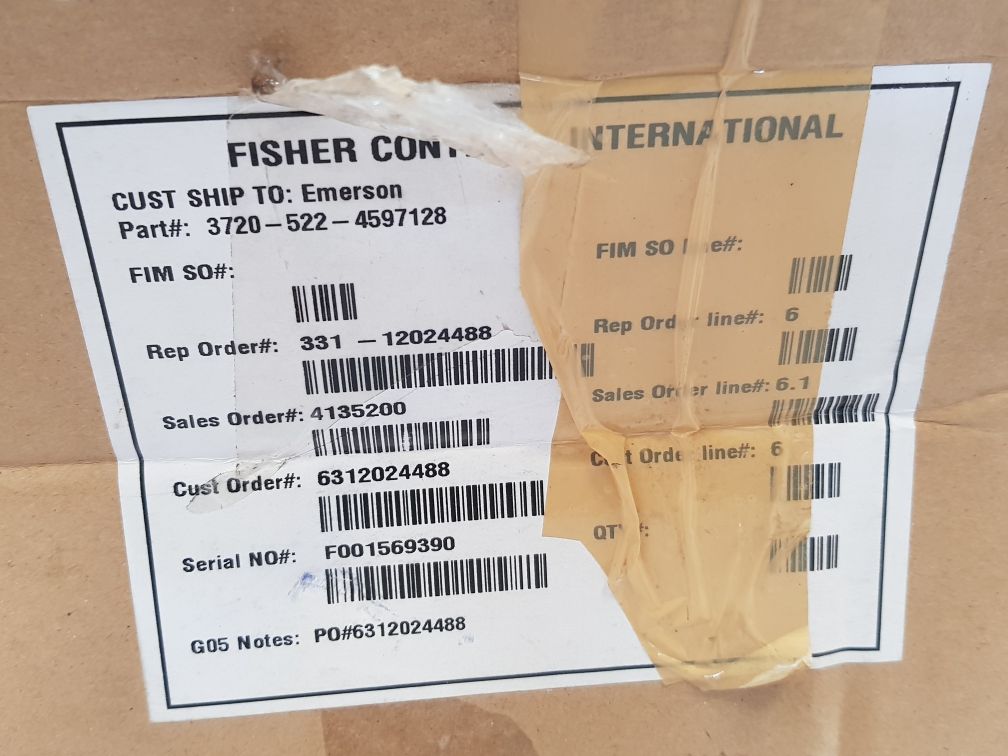 FISHER CONT INTERNATIONAL
CUST SHIP TO: Emerson
Part#: 3720-522-4597128
FIM SO#:
FIM SO line#:
Rep Order#: 331 -12024488
Rep Order line#: 6
Sales Order#: 4135200
Sales Order line#: 6.1
Cust Order#: 6312024488
Cust Order line#: 6
Serial NO#: F001569390
QTY#:
G05 Notes: PO#6312024488